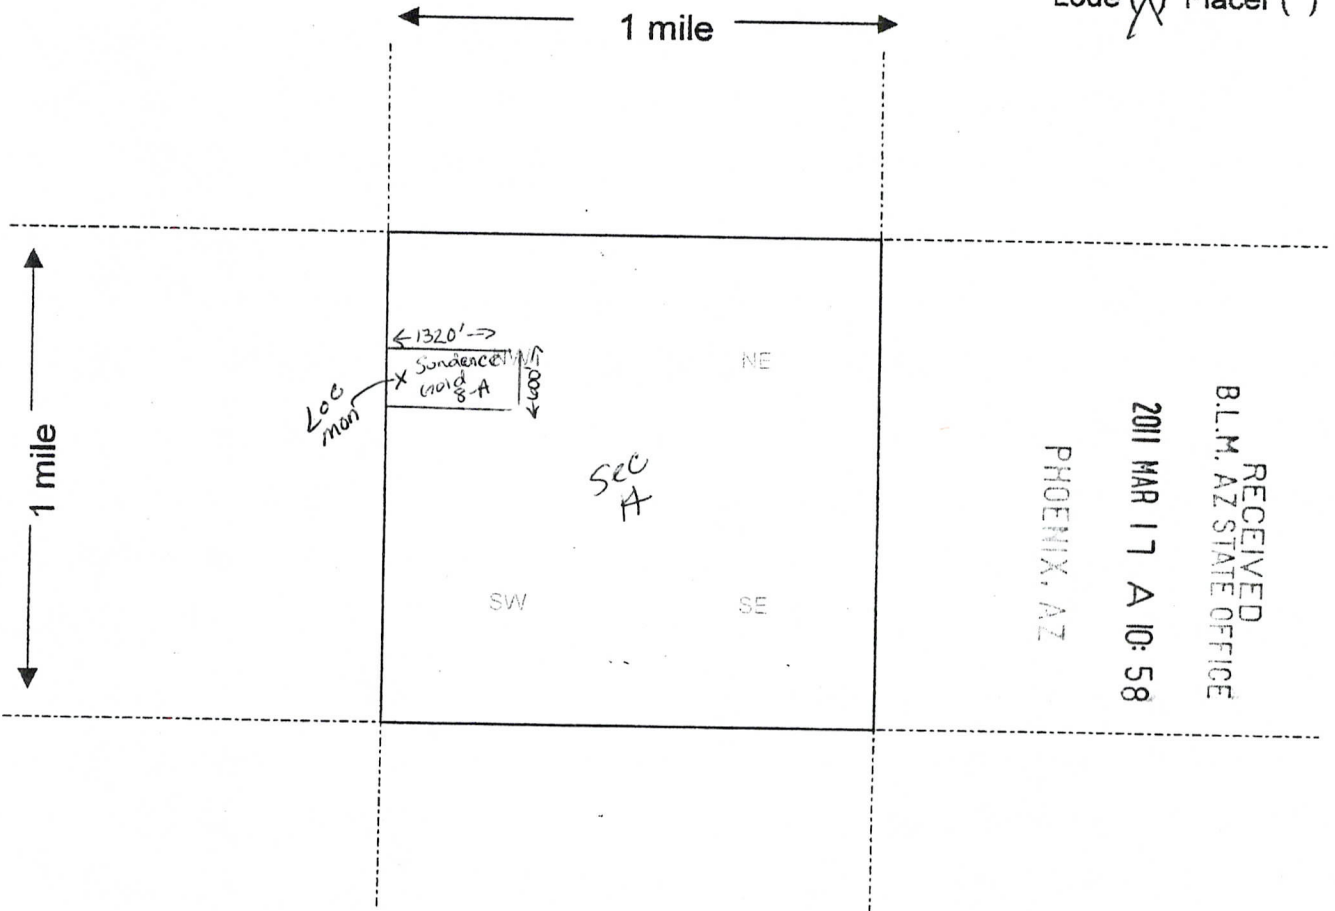 Lode (X) Placer ( )
1 mile
1 mile
←1320'→
Sundance
Gold
8-A
600'
X
Loc
mon
NE
Sec
A
SW
SE
RECEIVED
B.L.M. AZ STATE OFFICE
2011 MAR 17 A 10: 58
PHOENIX, AZ